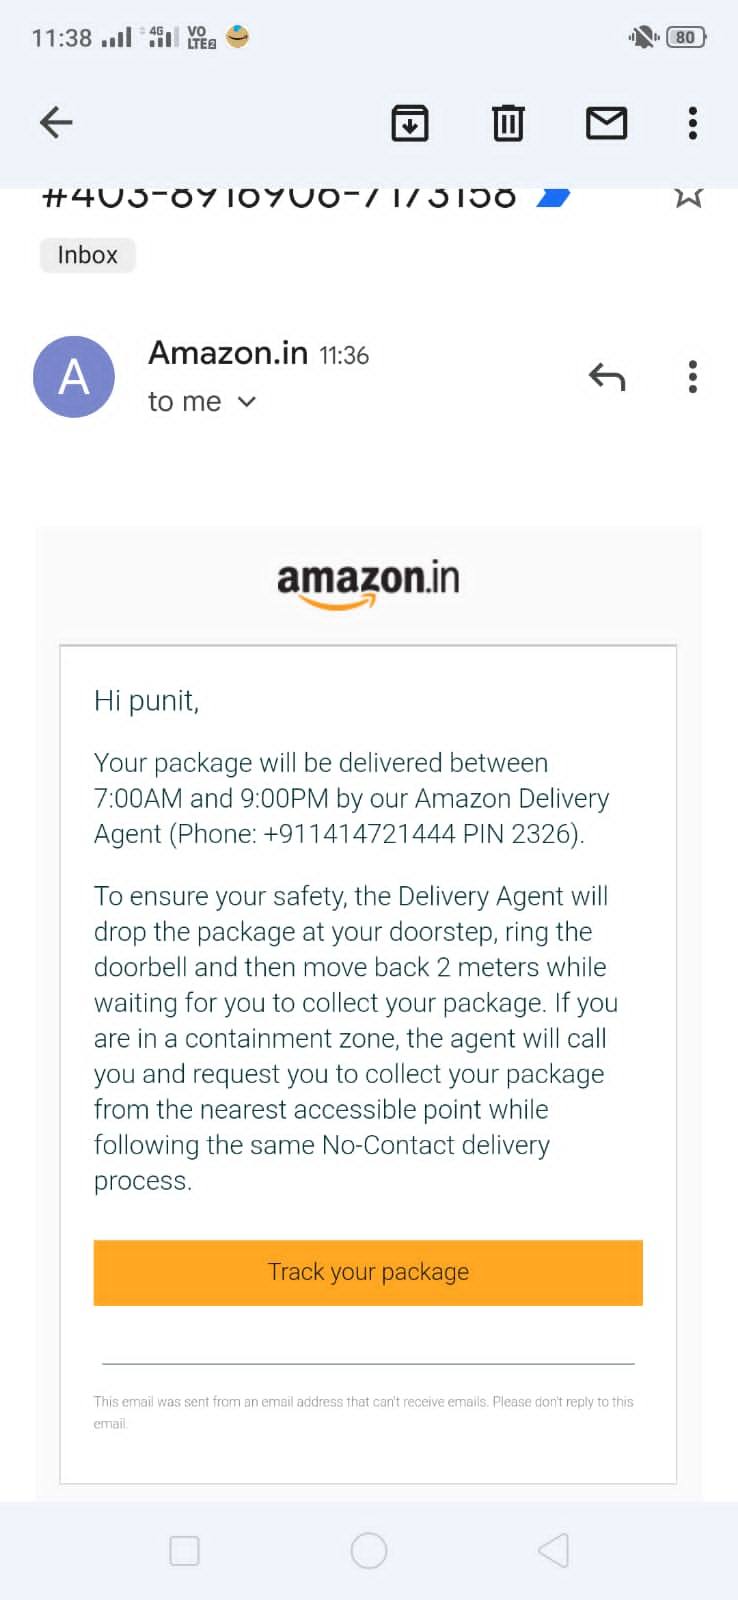 11:38 4G VO LTE2 80
#403-8916906-7173158
Inbox
Amazon.in 11:36
to me
A
amazon.in
Hi punit,
Your package will be delivered between
7:00AM and 9:00PM by our Amazon Delivery
Agent (Phone: +911414721444 PIN 2326).
To ensure your safety, the Delivery Agent will
drop the package at your doorstep, ring the
doorbell and then move back 2 meters while
waiting for you to collect your package. If you
are in a containment zone, the agent will call
you and request you to collect your package
from the nearest accessible point while
following the same No-Contact delivery
process.
Track your package
This email was sent from an email address that can't receive emails. Please don't reply to this
email.